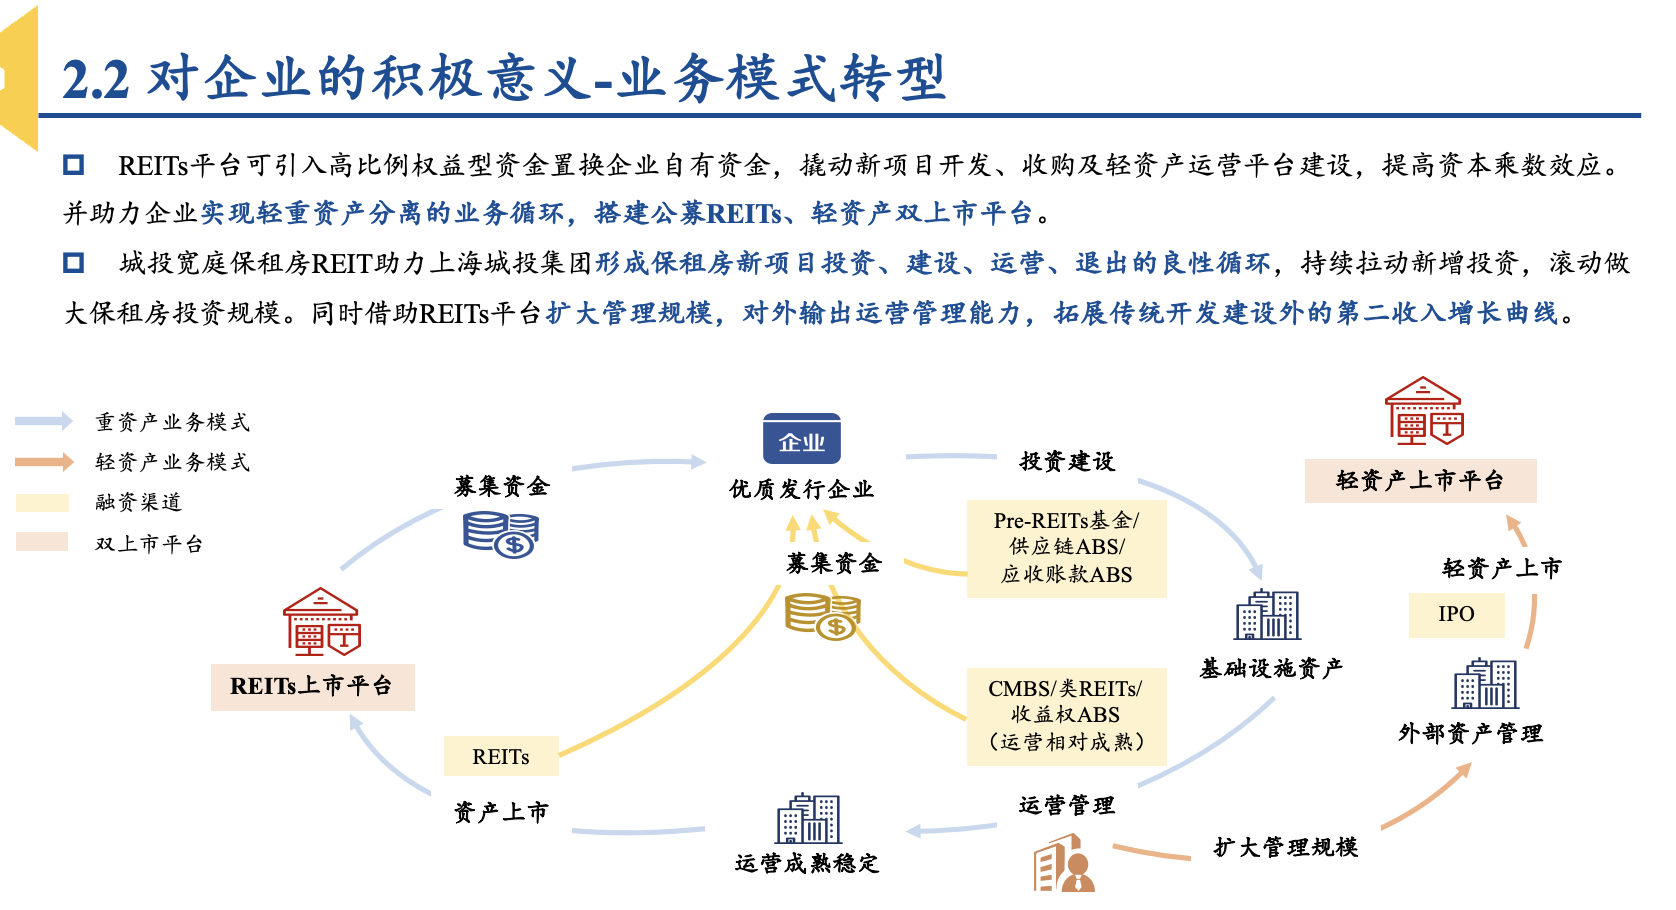 2.2 对企业的积极意义-业务模式转型
REITs平台可引入高比例权益型资金置换企业自有资金，撬动新项目开发、收购及轻资产运营平台建设，提高资本乘数效应。
并助力企业实现轻重资产分离的业务循环，搭建公募REITs、轻资产双上市平台。
城投宽庭保租房REIT助力上海城投集团形成保租房新项目投资、建设、运营、退出的良性循环，持续拉动新增投资，滚动做
大保租房投资规模。同时借助REITs平台扩大管理规模，对外输出运营管理能力，拓展传统开发建设外的第二收入增长曲线。
重资产业务模式
轻资产业务模式
融资渠道
双上市平台
募集资金
企业
优质发行企业
投资建设
轻资产上市平台
Pre-REITs基金/
供应链ABS/
应收账款ABS
募集资金
轻资产上市
IPO
基础设施资产
REITs上市平台
CMBS/类REITs/
收益权ABS
（运营相对成熟）
外部资产管理
REITs
资产上市
运营管理
运营成熟稳定
扩大管理规模